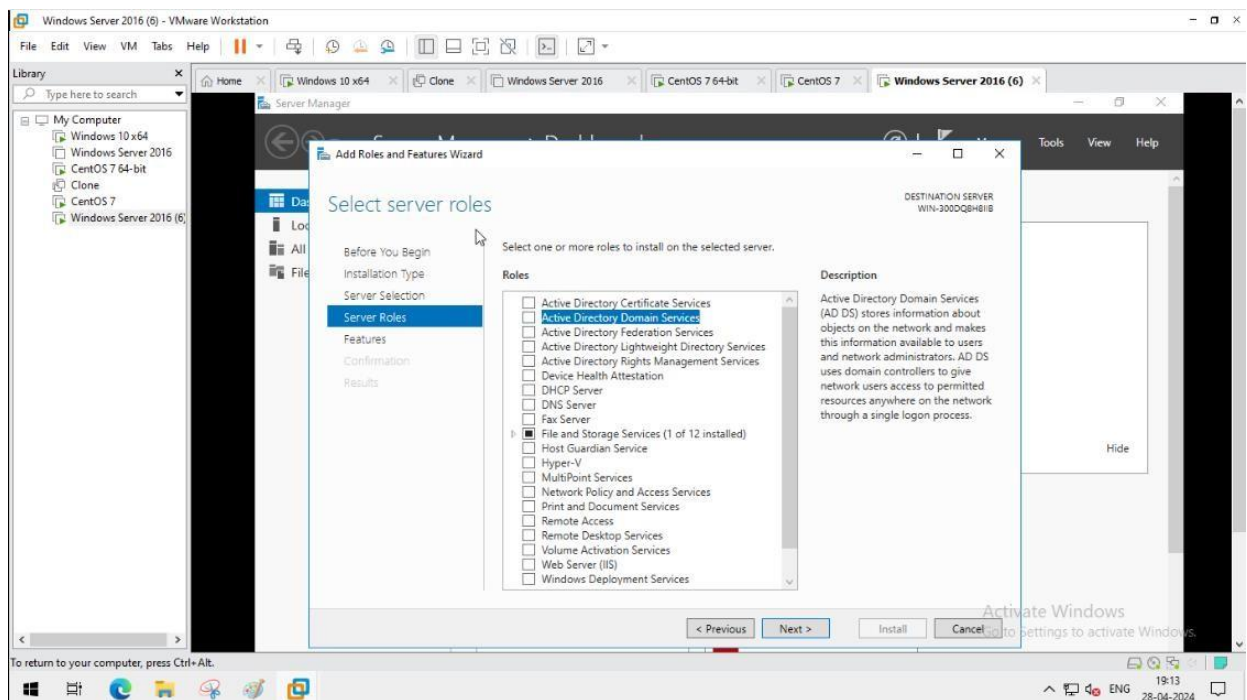 Windows Server 2016 (6) - VMware Workstation
File Edit View VM Tabs Help
Library
Type here to search
My Computer
Windows 10 x64
Windows Server 2016
CentOS 7 64-bit
Clone
CentOS 7
Windows Server 2016 (6)
Home Windows 10 x64 Clone Windows Server 2016 CentOS 7 64-bit CentOS 7 Windows Server 2016 (6)
Server Manager
Tools View Help
Add Roles and Features Wizard
Select server roles
DESTINATION SERVER
WIN-300DQBH8IIB
Before You Begin
Installation Type
Server Selection
Server Roles
Features
Confirmation
Results
Select one or more roles to install on the selected server.
Roles
Active Directory Certificate Services
Active Directory Domain Services
Active Directory Federation Services
Active Directory Lightweight Directory Services
Active Directory Rights Management Services
Device Health Attestation
DHCP Server
DNS Server
Fax Server
File and Storage Services (1 of 12 installed)
Host Guardian Service
Hyper-V
MultiPoint Services
Network Policy and Access Services
Print and Document Services
Remote Access
Remote Desktop Services
Volume Activation Services
Web Server (IIS)
Windows Deployment Services
Description
Active Directory Domain Services
(AD DS) stores information about
objects on the network and makes
this information available to users
and network administrators. AD DS
uses domain controllers to give
network users access to permitted
resources anywhere on the network
through a single logon process.
Hide
< Previous Next > Install Cancel
Activate Windows
Go to Settings to activate Windows.
To return to your computer, press Ctrl+Alt.
ENG
19:13
28-04-2024